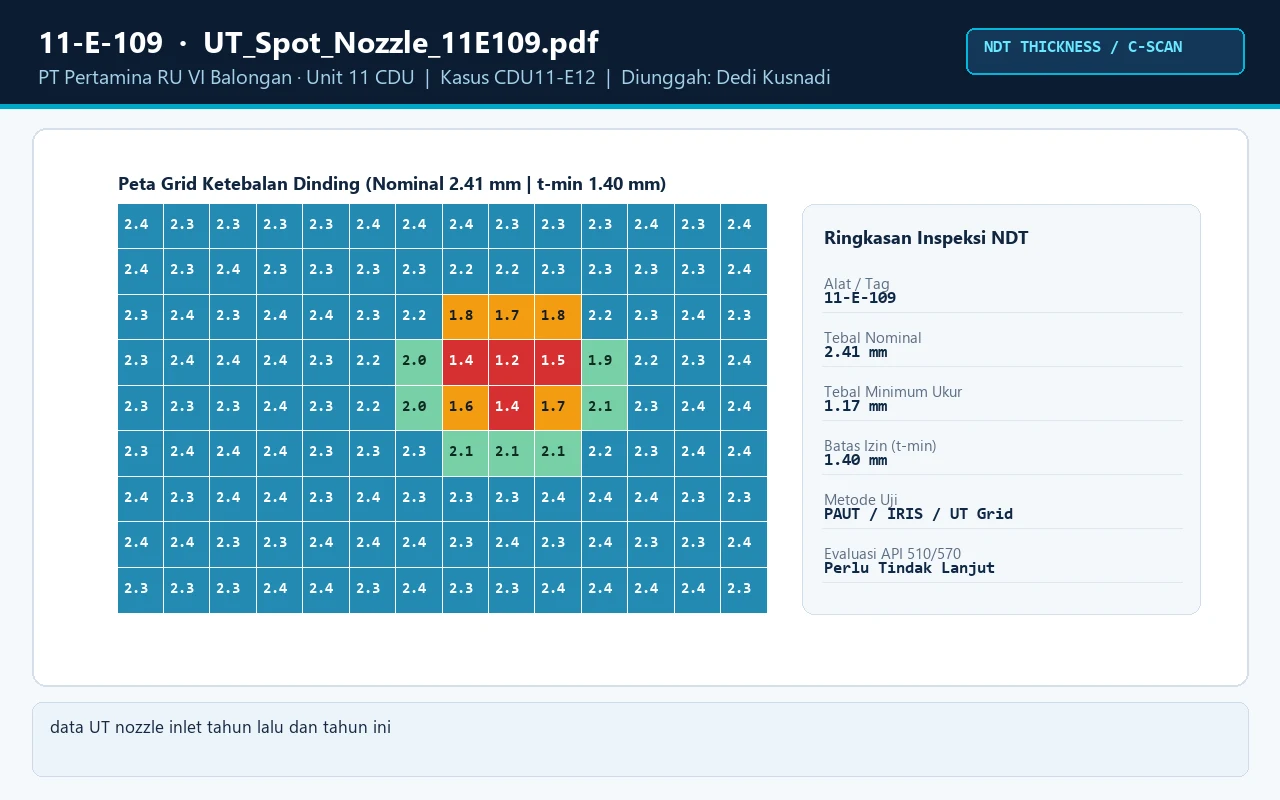 11-E-109 · UT_Spot_Nozzle_11E109.pdf
PT Pertamina RU VI Balongan · Unit 11 CDU | Kasus CDU11-E12 | Diunggah: Dedi Kusnadi
NDT THICKNESS / C-SCAN
Peta Grid Ketebalan Dinding (Nominal 2.41 mm | t-min 1.40 mm)
2.4 2.3 2.3 2.3 2.3 2.4 2.4 2.4 2.3 2.3 2.3 2.4 2.3 2.4
2.4 2.3 2.4 2.3 2.3 2.3 2.3 2.2 2.2 2.3 2.3 2.3 2.3 2.4
2.3 2.4 2.3 2.4 2.4 2.3 2.2 1.8 1.7 1.8 2.2 2.3 2.4 2.3
2.3 2.4 2.4 2.4 2.3 2.2 2.0 1.4 1.2 1.5 1.9 2.2 2.3 2.4
2.3 2.3 2.3 2.4 2.3 2.2 2.0 1.6 1.4 1.7 2.1 2.3 2.4 2.4
2.3 2.4 2.4 2.4 2.3 2.3 2.3 2.1 2.1 2.1 2.2 2.3 2.4 2.4
2.4 2.3 2.4 2.4 2.3 2.4 2.3 2.3 2.3 2.4 2.4 2.4 2.3 2.3
2.4 2.4 2.3 2.3 2.4 2.4 2.4 2.3 2.4 2.3 2.4 2.3 2.3 2.4
2.3 2.3 2.3 2.4 2.4 2.3 2.4 2.3 2.3 2.4 2.4 2.4 2.4 2.3
Ringkasan Inspeksi NDT
Alat / Tag
11-E-109
Tebal Nominal
2.41 mm
Tebal Minimum Ukur
1.17 mm
Batas Izin (t-min)
1.40 mm
Metode Uji
PAUT / IRIS / UT Grid
Evaluasi API 510/570
Perlu Tindak Lanjut
data UT nozzle inlet tahun lalu dan tahun ini